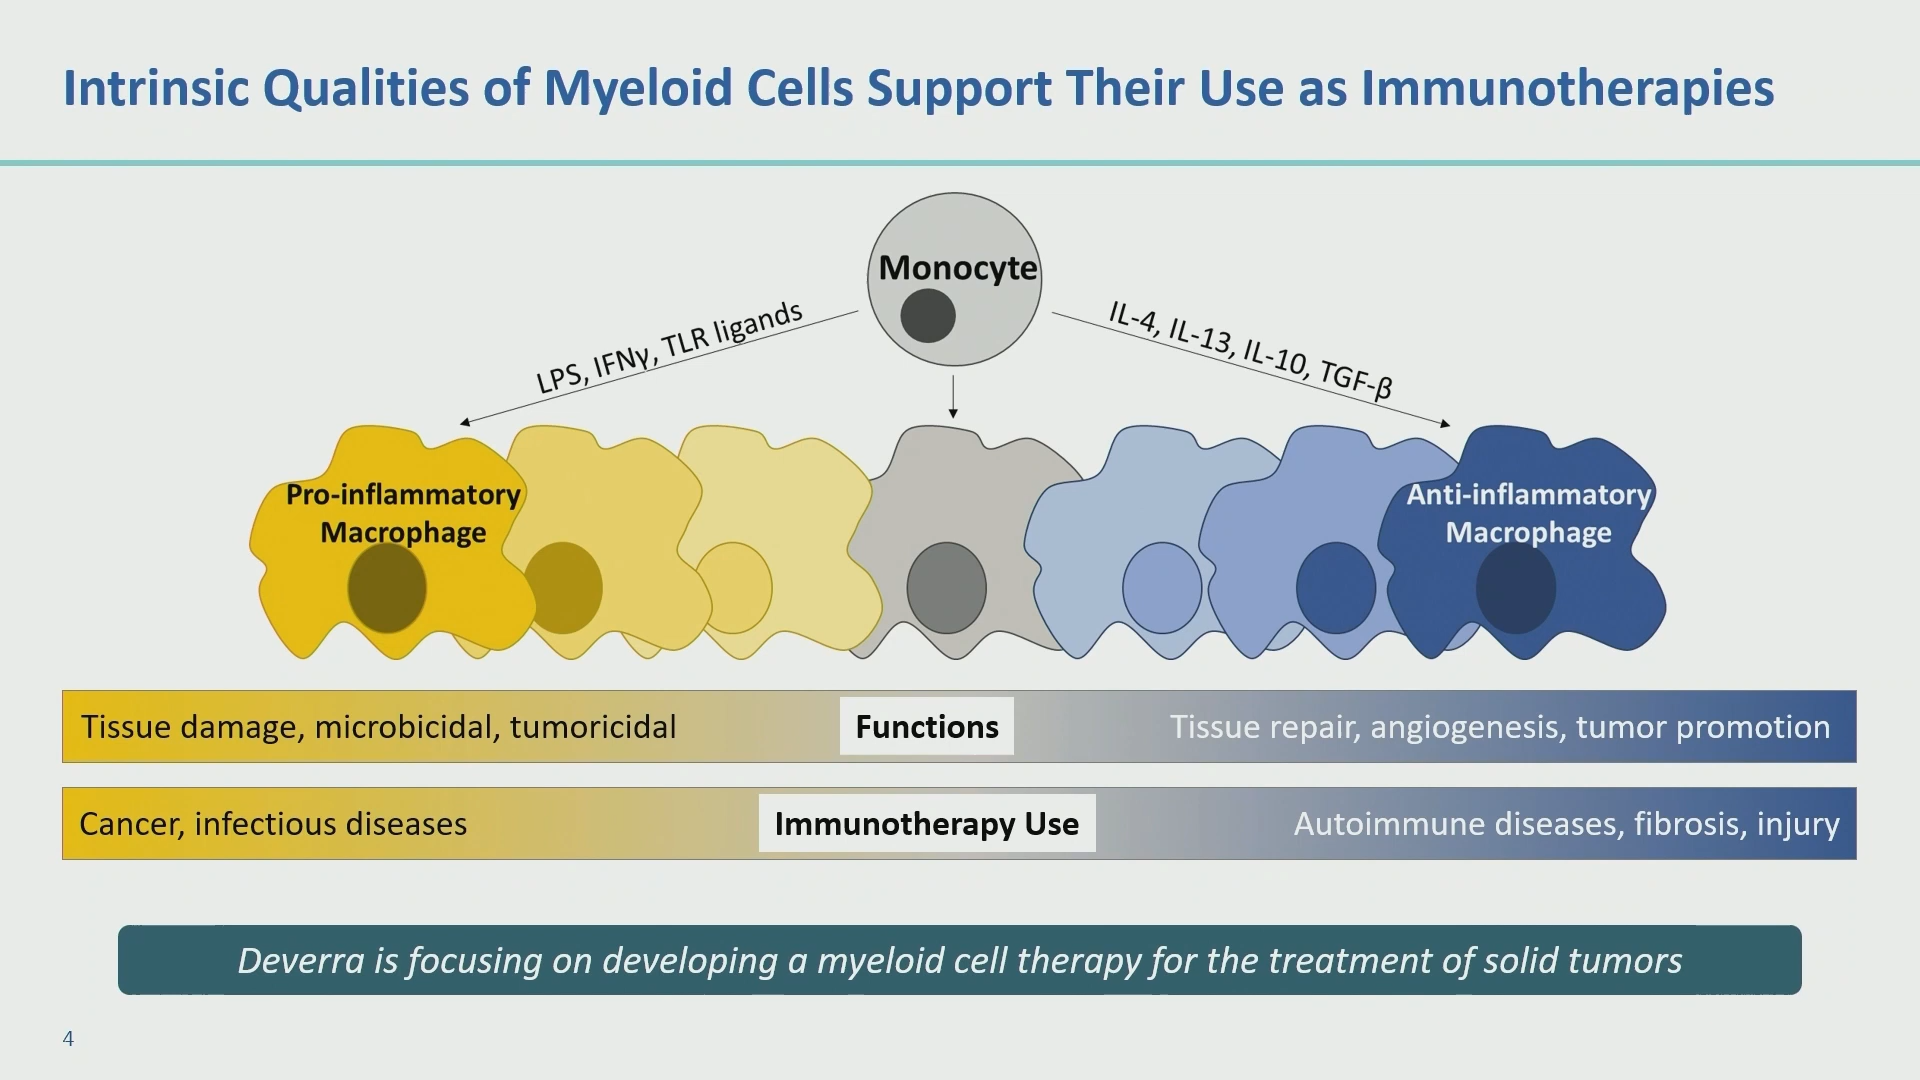 Intrinsic Qualities of Myeloid Cells Support Their Use as Immunotherapies
Monocyte
LPS, IFNγ, TLR ligands
IL-4, IL-13, IL-10, TGF-β
Pro-inflammatory
Macrophage
Anti-inflammatory
Macrophage
Tissue damage, microbicidal, tumoricidal
Functions
Tissue repair, angiogenesis, tumor promotion
Cancer, infectious diseases
Immunotherapy Use
Autoimmune diseases, fibrosis, injury
Deverra is focusing on developing a myeloid cell therapy for the treatment of solid tumors
4